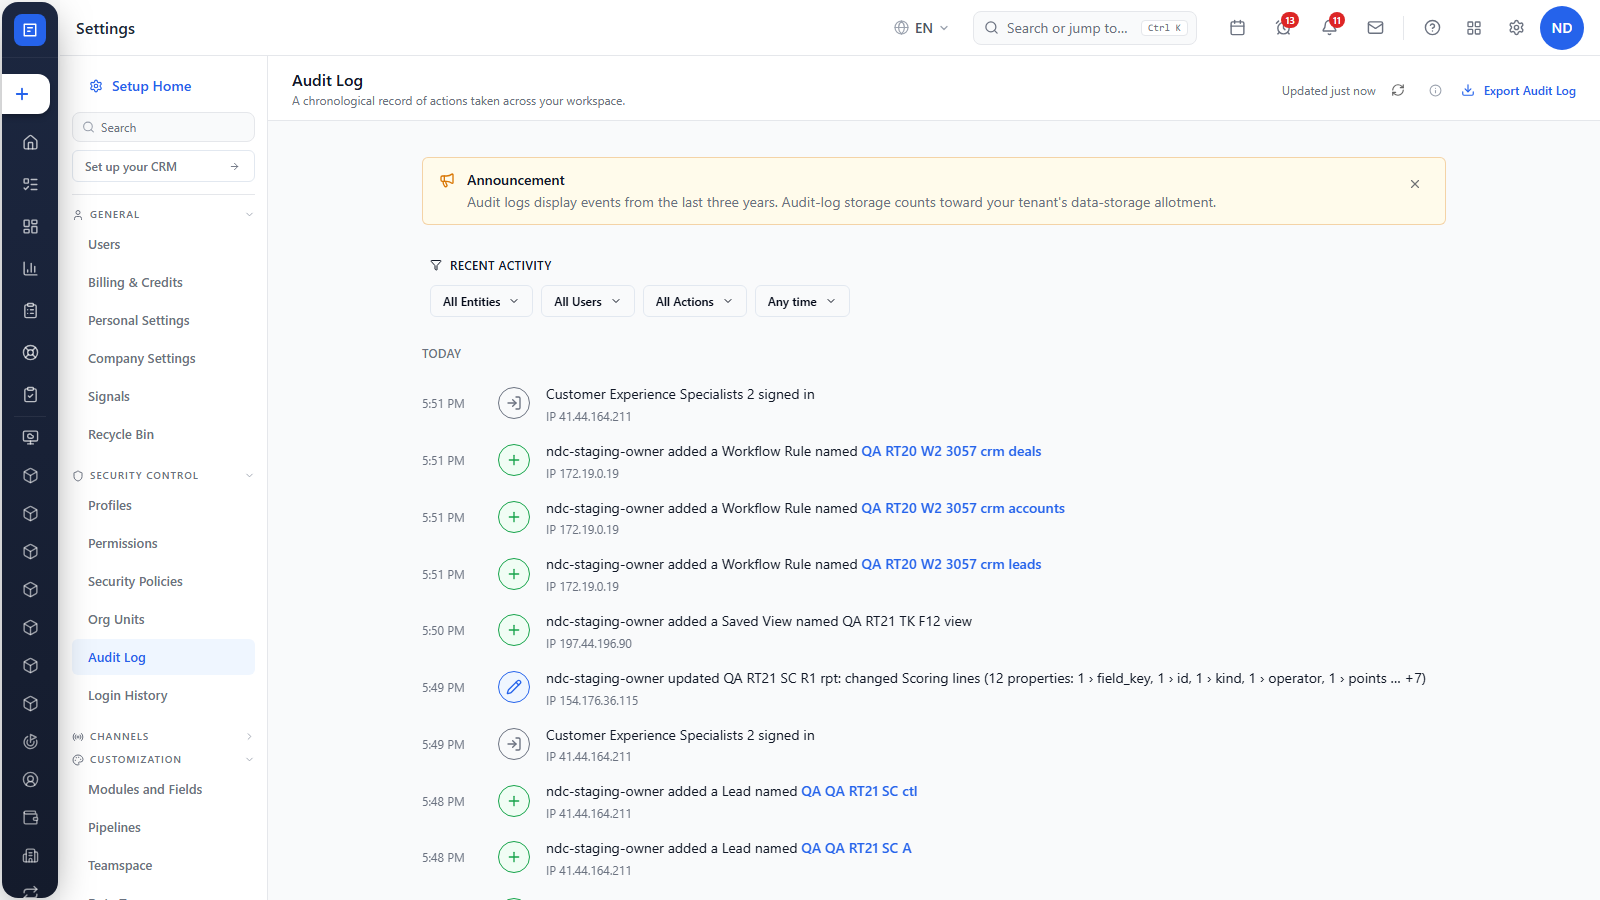 Settings
EN
Search or jump to...
Ctrl K
13
11
ND
Setup Home
Search
Set up your CRM
GENERAL
Users
Billing & Credits
Personal Settings
Company Settings
Signals
Recycle Bin
SECURITY CONTROL
Profiles
Permissions
Security Policies
Org Units
Audit Log
Login History
CHANNELS
CUSTOMIZATION
Modules and Fields
Pipelines
Teamspace
Audit Log
A chronological record of actions taken across your workspace.
Updated just now
Export Audit Log
Announcement
Audit logs display events from the last three years. Audit-log storage counts toward your tenant's data-storage allotment.
RECENT ACTIVITY
All Entities
All Users
All Actions
Any time
TODAY
5:51 PM
Customer Experience Specialists 2 signed in
IP 41.44.164.211
5:51 PM
ndc-staging-owner added a Workflow Rule named QA RT20 W2 3057 crm deals
IP 172.19.0.19
5:51 PM
ndc-staging-owner added a Workflow Rule named QA RT20 W2 3057 crm accounts
IP 172.19.0.19
5:51 PM
ndc-staging-owner added a Workflow Rule named QA RT20 W2 3057 crm leads
IP 172.19.0.19
5:50 PM
ndc-staging-owner added a Saved View named QA RT21 TK F12 view
IP 197.44.196.90
5:49 PM
ndc-staging-owner updated QA RT21 SC R1 rpt: changed Scoring lines (12 properties: 1 › field_key, 1 › id, 1 › kind, 1 › operator, 1 › points ... +7)
IP 154.176.36.115
5:49 PM
Customer Experience Specialists 2 signed in
IP 41.44.164.211
5:48 PM
ndc-staging-owner added a Lead named QA QA RT21 SC ctl
IP 41.44.164.211
5:48 PM
ndc-staging-owner added a Lead named QA QA RT21 SC A
IP 41.44.164.211